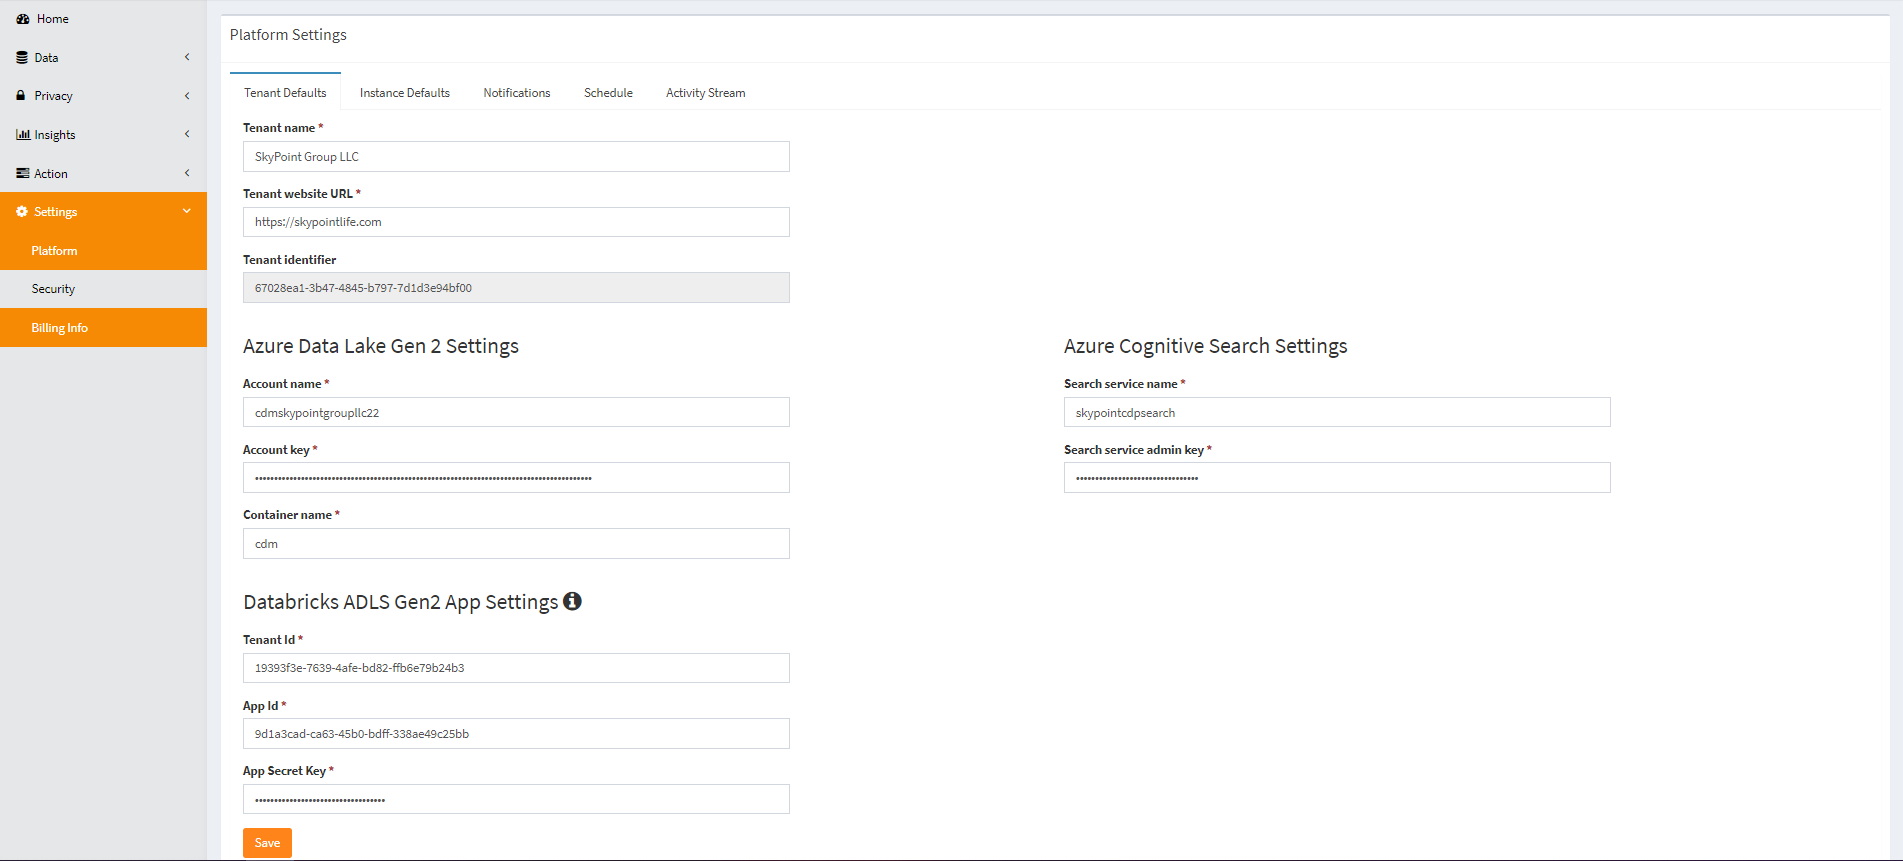 Home
Data
Privacy
Insights
Action
Settings
Platform
Security
Billing Info
Platform Settings
Tenant Defaults Instance Defaults Notifications Schedule Activity Stream
Tenant name *
SkyPoint Group LLC
Tenant website URL *
https://skypointlife.com
Tenant identifier
67028ea1-3b47-4845-b797-7d1d3e94bf00
Azure Data Lake Gen 2 Settings
Account name *
cdmskypointgroupllc22
Account key *
Container name *
cdm
Azure Cognitive Search Settings
Search service name *
skypointcdpsearch
Search service admin key *
Databricks ADLS Gen2 App Settings
Tenant Id *
19393f3e-7639-4afe-bd82-ffb6e79b24b3
App Id *
9d1a3cad-ca63-45b0-bdff-338ae49c25bb
App Secret Key *
Save